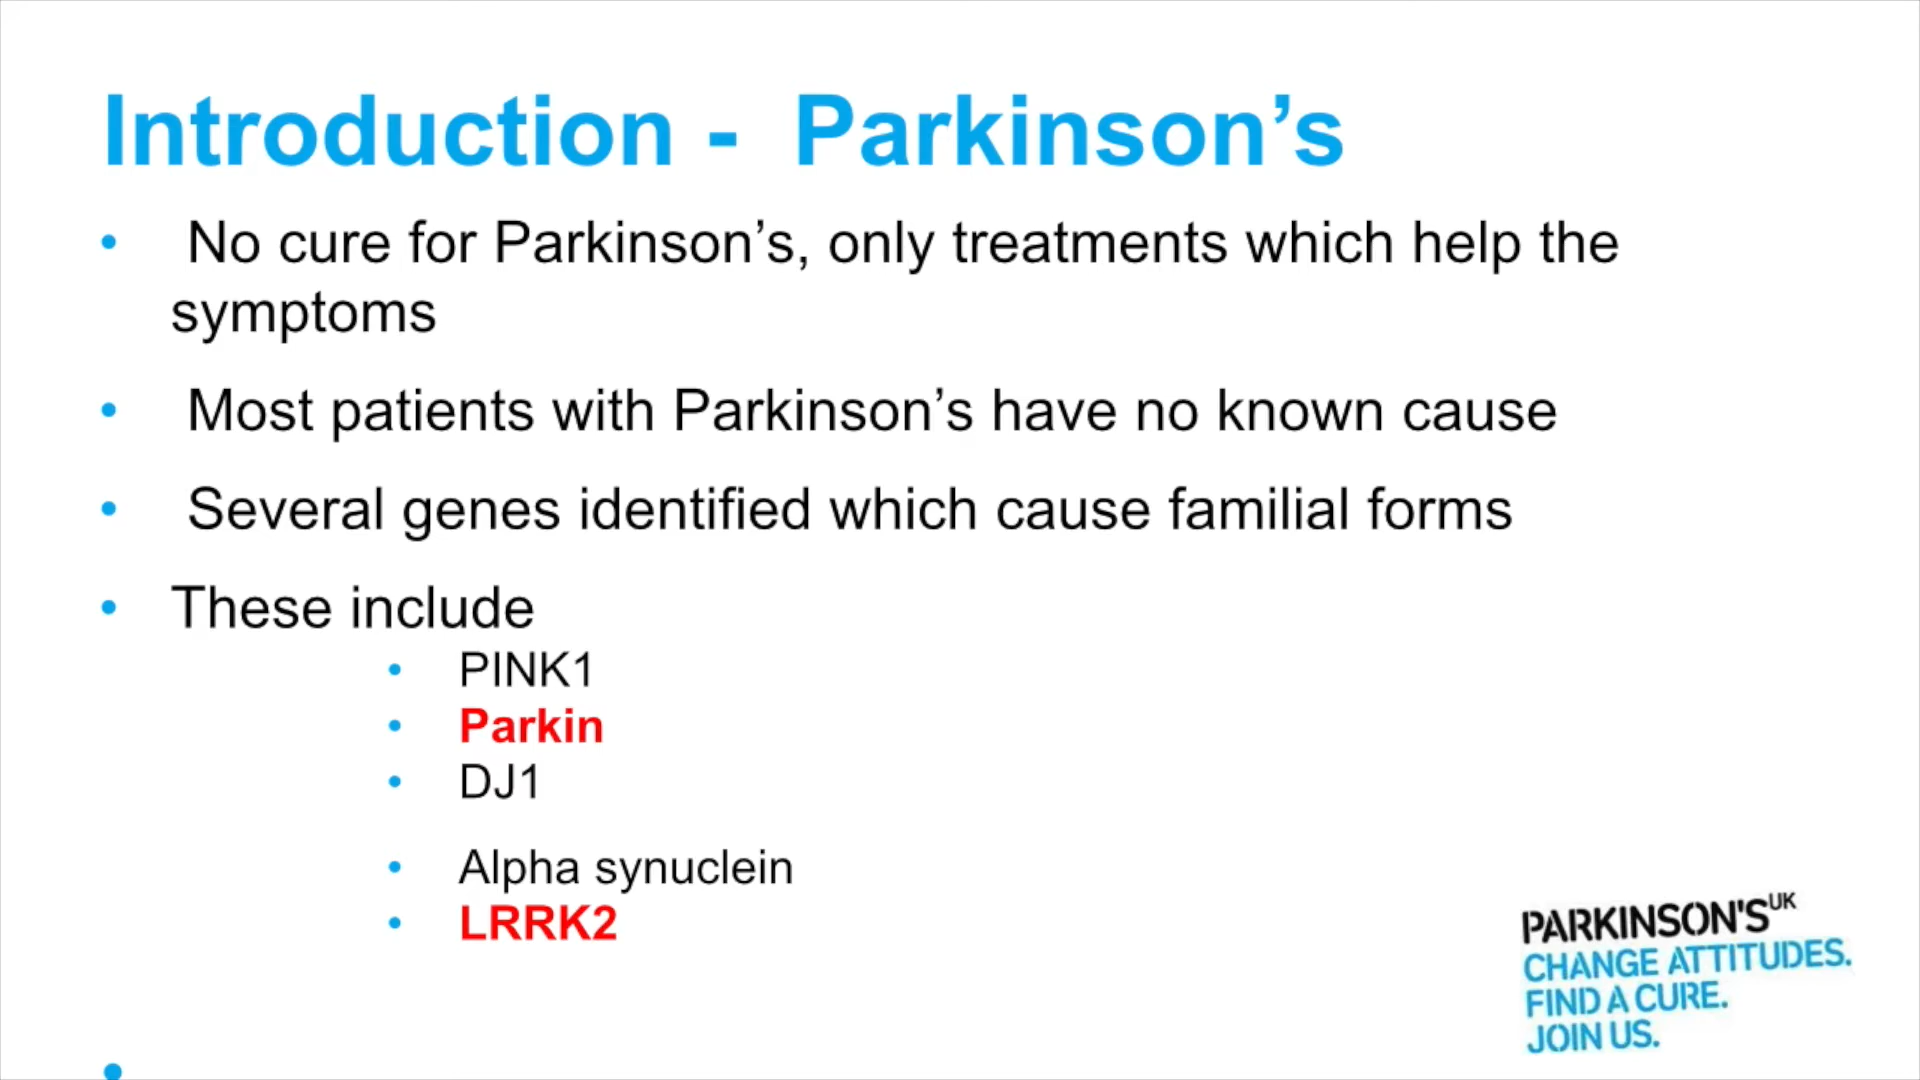 Introduction -  Parkinson’s
• No cure for Parkinson’s, only treatments which help the
symptoms
• Most patients with Parkinson’s have no known cause
• Several genes identified which cause familial forms
• These include
• PINK1
• Parkin
• DJ1
• Alpha synuclein
• LRRK2
•
PARKINSON'S UK
CHANGE ATTITUDES.
FIND A CURE.
JOIN US.